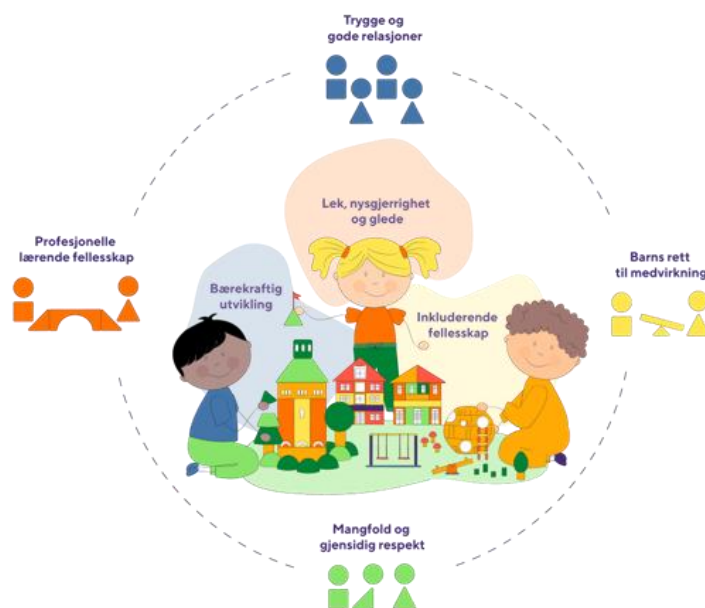 Trygge og
gode relasjoner
Lek, nysgjerrighet
og glede
Profesjonelle
lærende fellesskap
Barns rett
til medvirkning
Bærekraftig
utvikling
Inkluderende
fellesskap
Mangfold og
gjensidig respekt